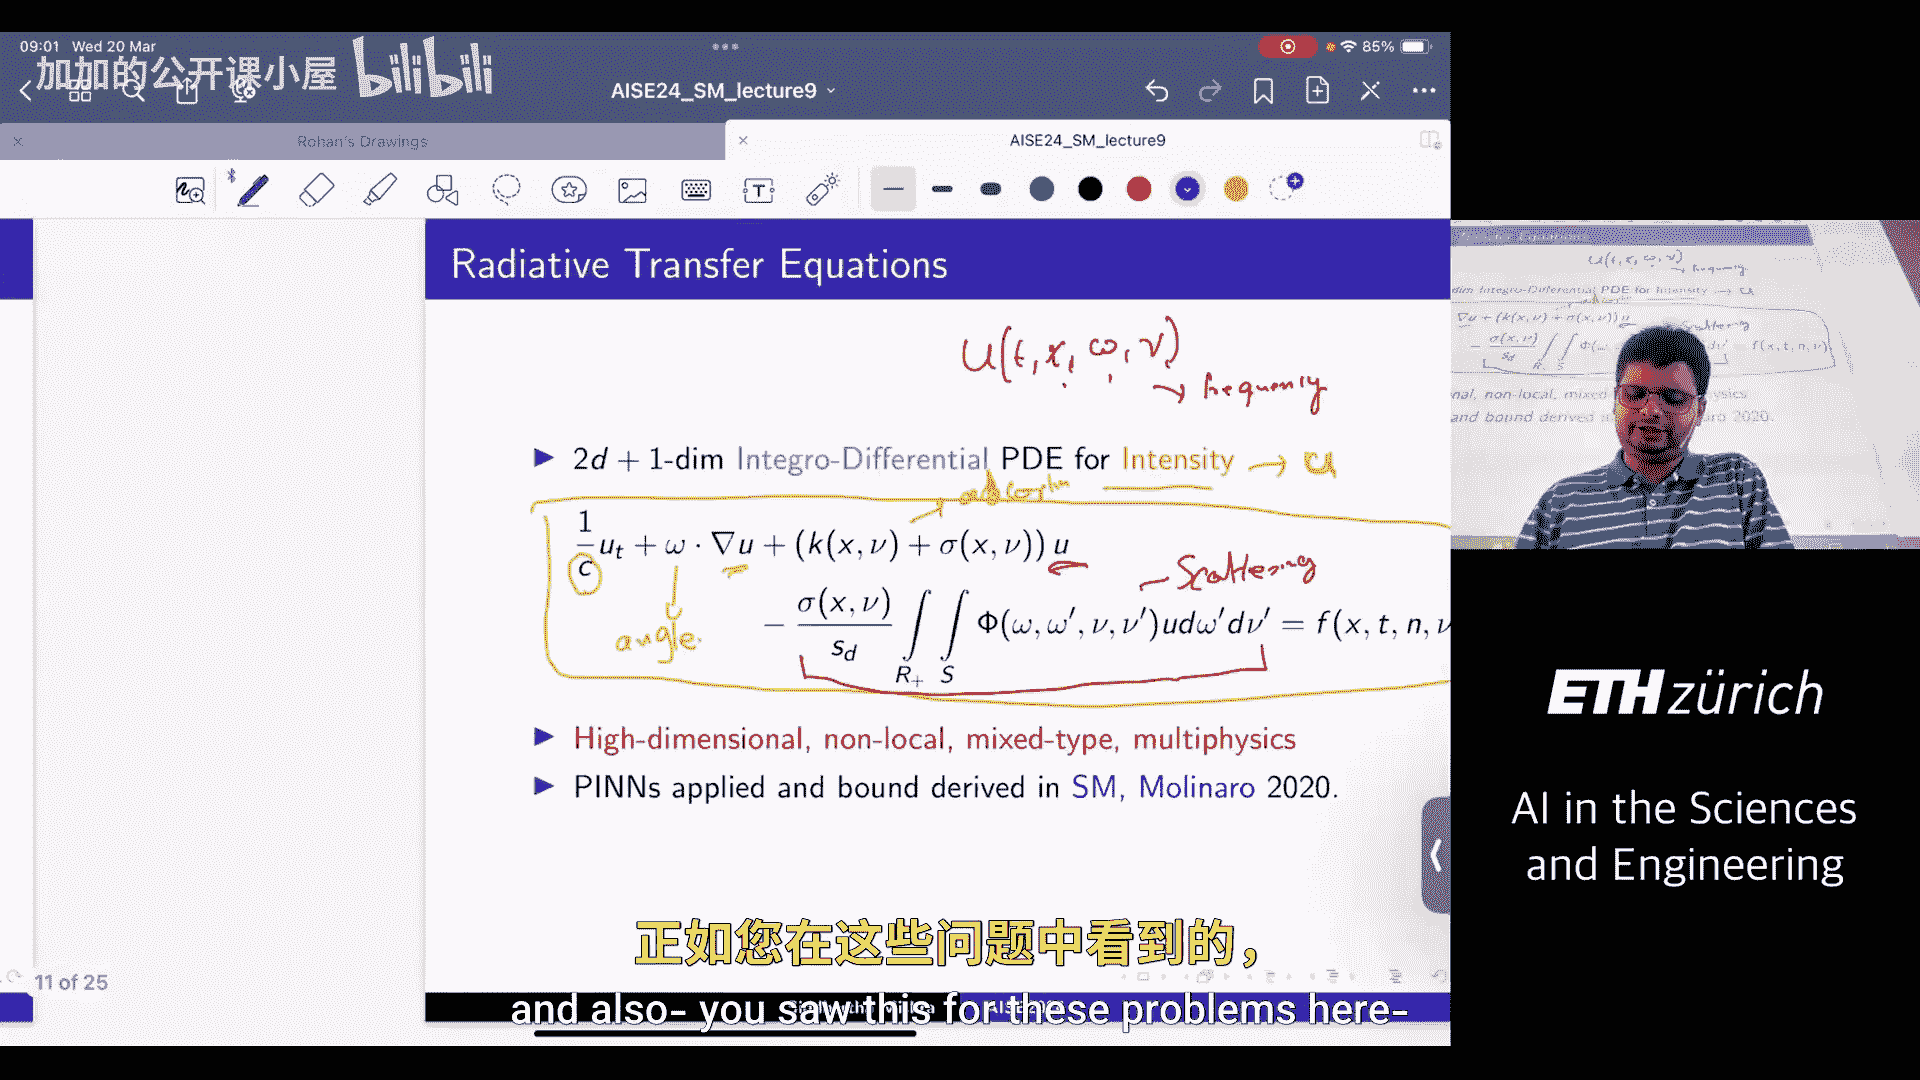 09:01 Wed 20 Mar
85%
加加的公开课小屋 bilibili
AISE24_SM_lecture9
Rohan's Drawings
AISE24_SM_lecture9
Radiative Transfer Equations
u(t, x, ω, ν)
→ frequency
2d + 1-dim Integro-Differential PDE for Intensity → u
1/c u_t + ω · ∇u + (k(x, ν) + σ(x, ν)) u
Scattering
angle
− σ(x, ν)/s_d ∫_{R_+} ∫_S Φ(ω, ω′, ν, ν′)udω′dν′ = f(x, t, n, ν
High-dimensional, non-local, mixed-type, multiphysics
PINNs applied and bound derived in SM, Molinaro 2020.
11 of 25
正如您在这些问题中看到的，
and also- you saw this for these problems here-
ETH zürich
AI in the Sciences
and Engineering